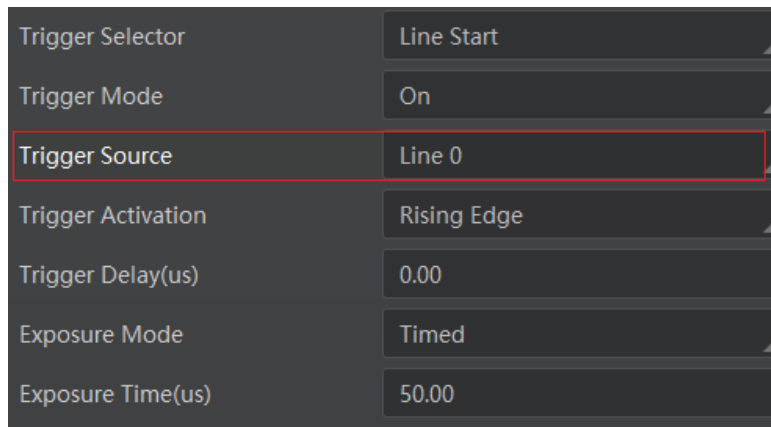 Trigger Selector Line Start
Trigger Mode On
Trigger Source Line 0
Trigger Activation Rising Edge
Trigger Delay(us) 0.00
Exposure Mode Timed
Exposure Time(us) 50.00